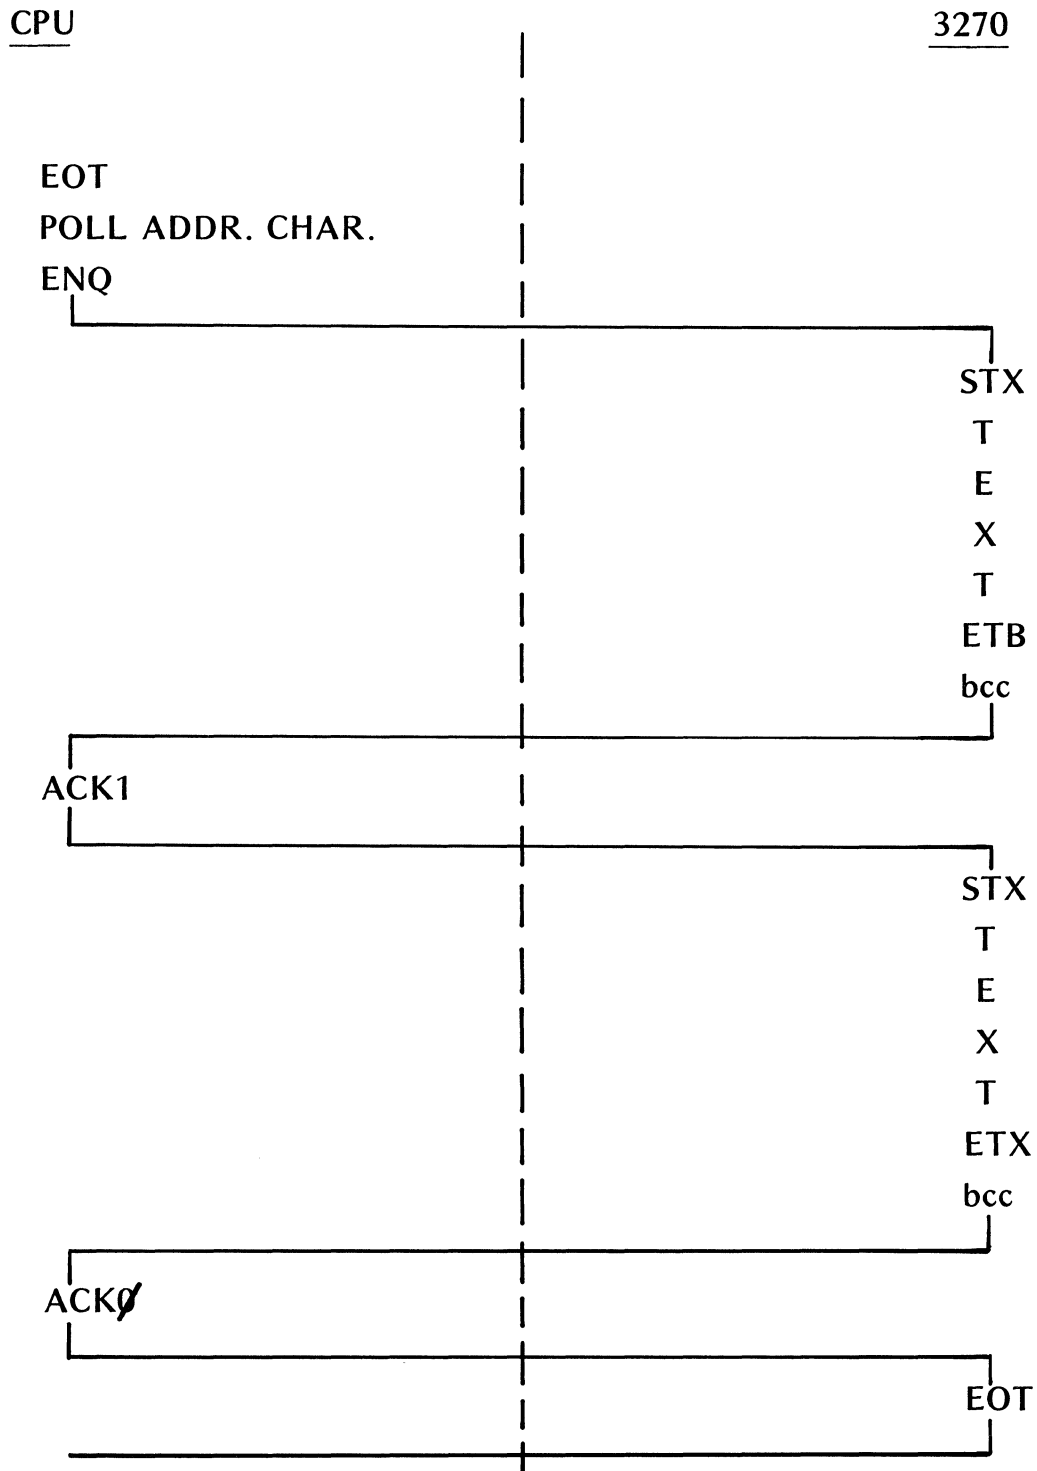 CPU 3270
EOT
POLL ADDR. CHAR.
ENQ
STX
T
E
X
T
ETB
bcc
ACK1
STX
T
E
X
T
ETX
bcc
ACK0
EOT